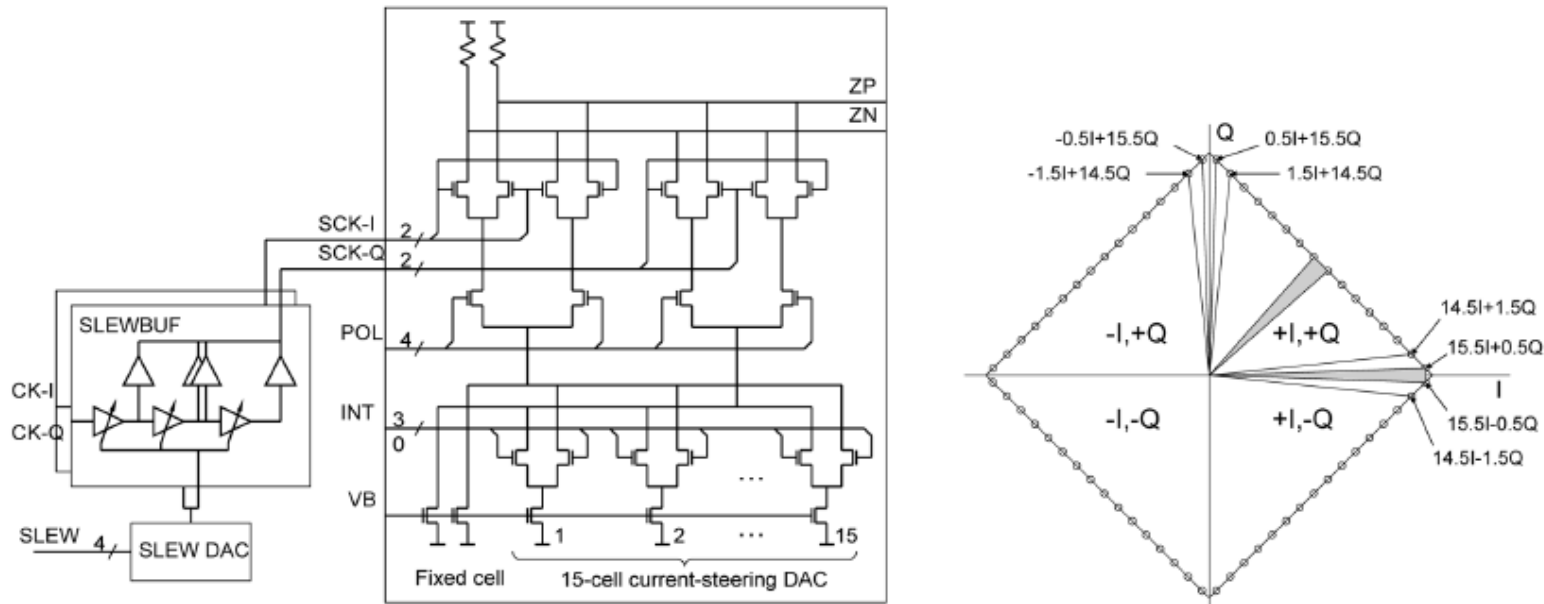 ZP
ZN
SCK-I
2
SCK-Q
2
SLEWBUF
POL
4
CK-I
CK-Q
INT
3
0
VB
SLEW
4
SLEW DAC
1
2
...
...
15
Fixed cell
15-cell current-steering DAC
Q
-0.5I+15.5Q
0.5I+15.5Q
-1.5I+14.5Q
1.5I+14.5Q
-I,+Q
+I,+Q
14.5I+1.5Q
15.5I+0.5Q
I
-I,-Q
+I,-Q
15.5I-0.5Q
14.5I-1.5Q